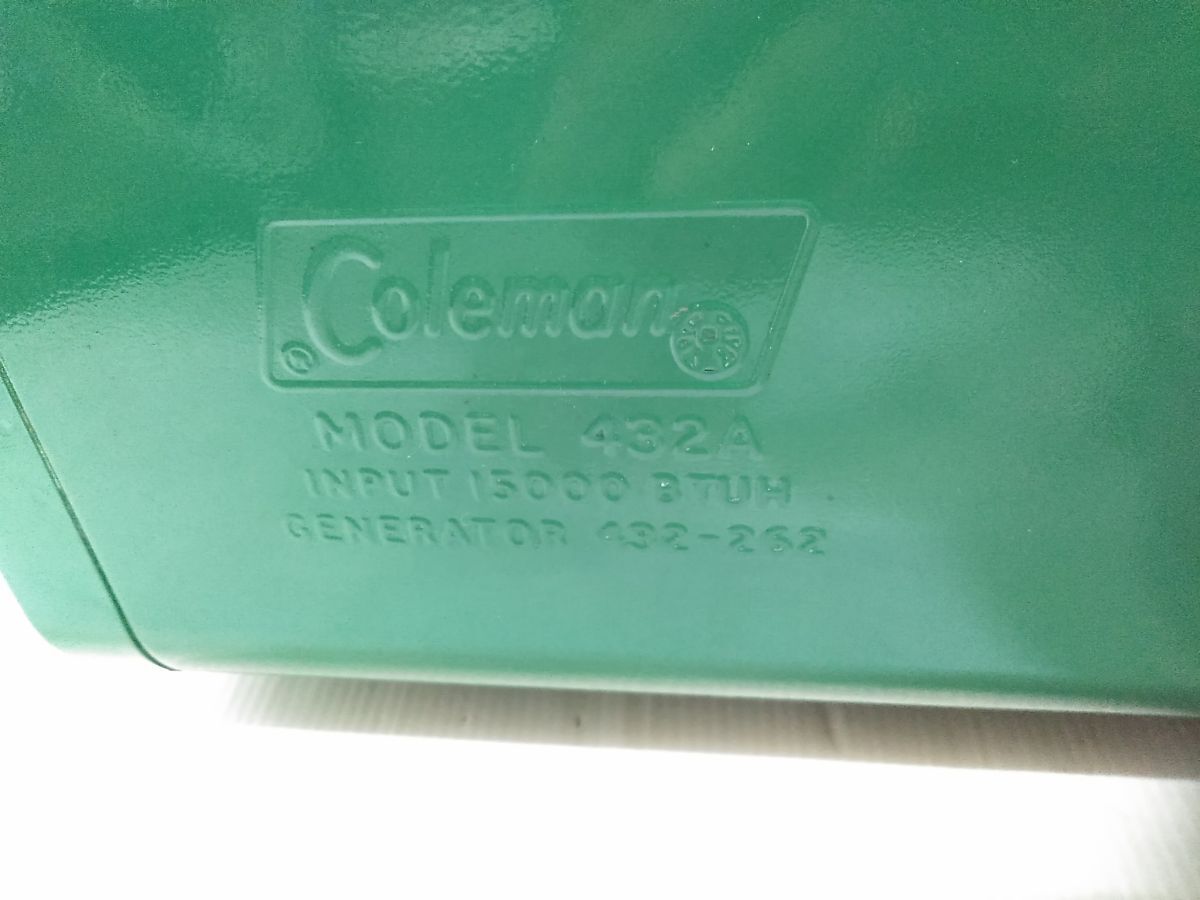 Coleman
MODEL 432A
INPUT 15000 BTUH
GENERATOR 432-262